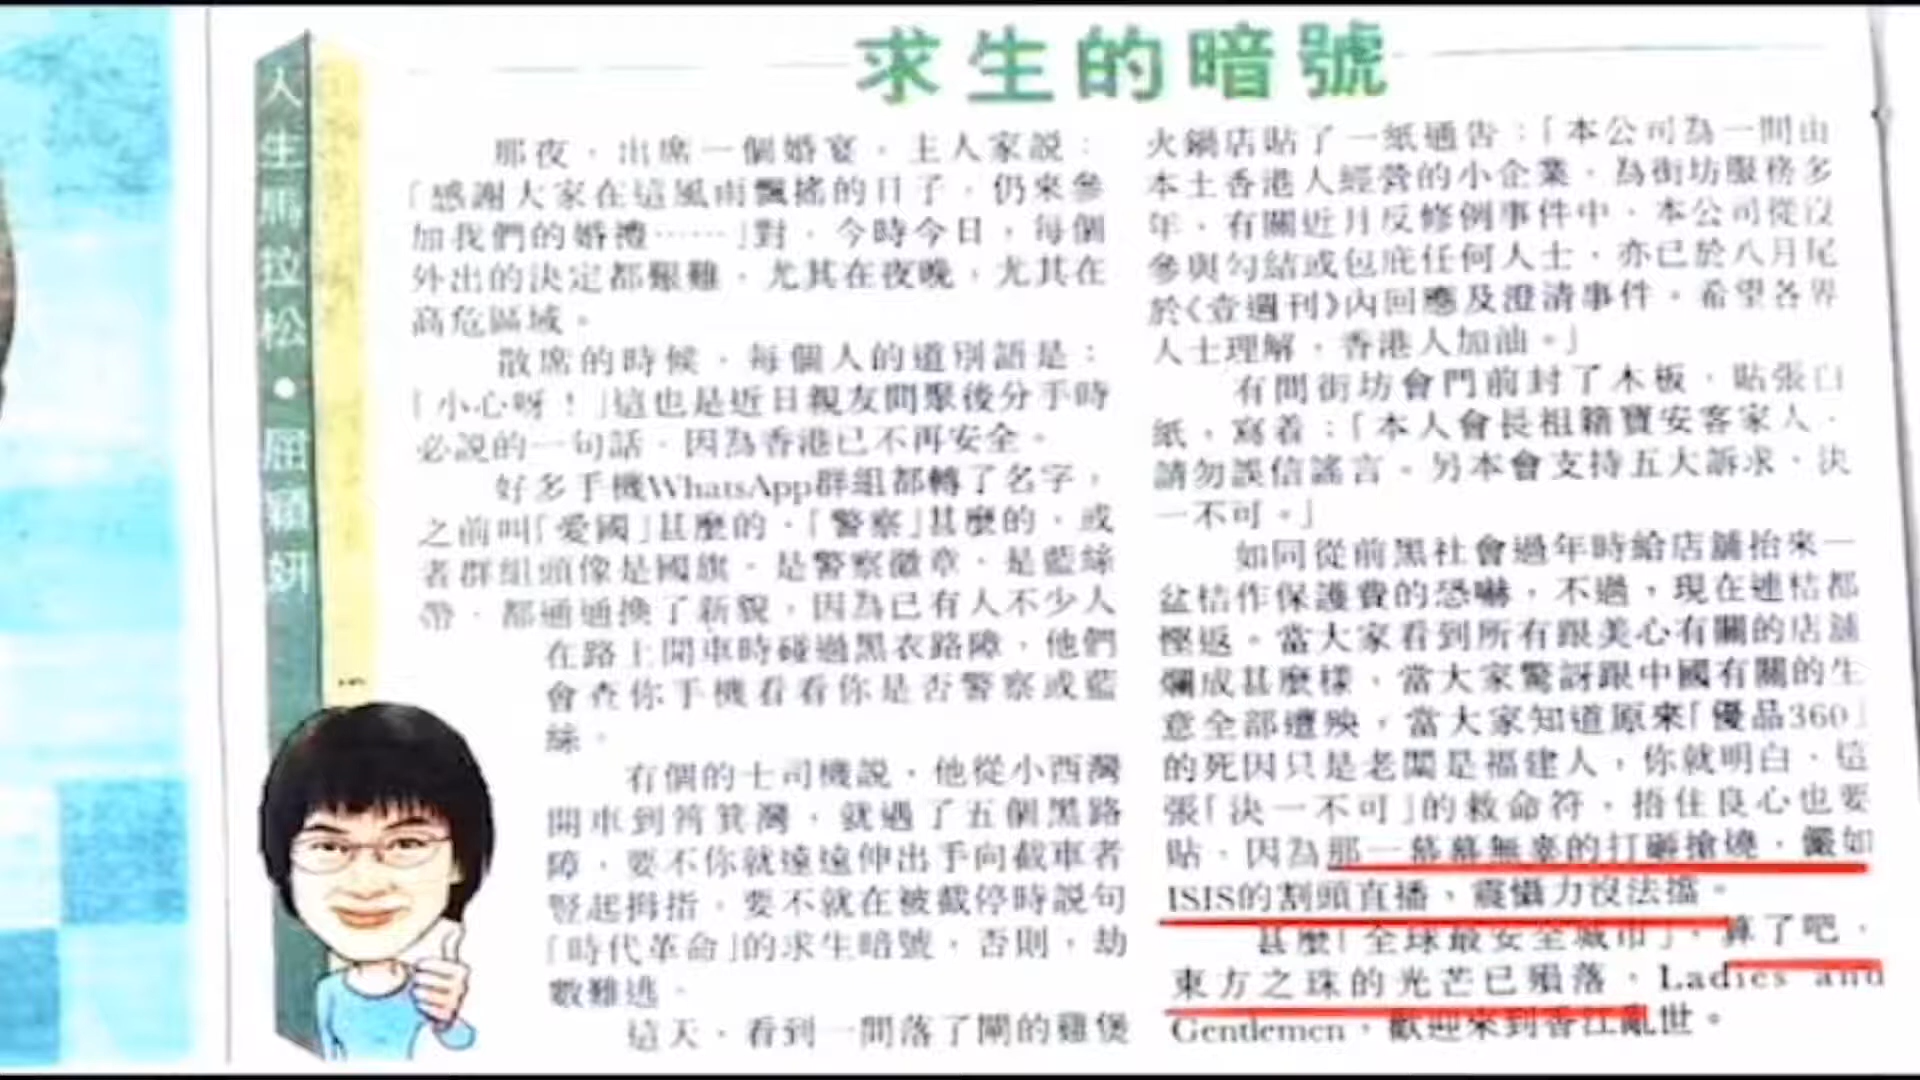 求生的暗號
人生馬拉松●屈穎妍
那夜，出席一個婚宴，主人家説：
「感謝大家在這風雨飄搖的日子，仍來參
加我們的婚禮……」對，今時今日，每個
外出的決定都艱難，尤其在夜晚，尤其在
高危區域。
散席的時候，每個人的道別語是：
「小心呀！」這也是近日親友間聚後分手時
必説的一句話，因為香港已不再安全。
好多手機WhatsApp群組都轉了名字，
之前叫「愛國」甚麼的，「警察」甚麼的，或
者群組頭像是國旗、是警察徽章、是藍絲
帶，都通通換了新貌，因為已有人不少人
在路上開車時碰過黑衣路障，他們
會查你手機看看你是否警察或藍
絲。
有個的士司機説，他從小西灣
開車到筲箕灣，就遇了五個黑路
障，要不你就遠遠伸出手向截車者
豎起拇指，要不就在被截停時説句
「時代革命」的求生暗號，否則，劫
數難逃。
這天，看到一間落了閘的雞煲
火鍋店貼了一紙通告：「本公司為一間由
本土香港人經營的小企業，為街坊服務多
年，有關近月反修例事件中，本公司從沒
參與勾結或包庇任何人士，亦已於八月尾
於《壹週刊》內回應及澄清事件。希望各界
人士理解，香港人加油。」
有間街坊會門前封了木板，貼張白
紙，寫着：「本人會長祖籍寶安客家人，
請勿誤信謠言。另本會支持五大訴求，決
一不可。」
如同從前黑社會過年時給店舖抬來一
盆桔作保護費的恐嚇，不過，現在連桔都
慳返。當大家看到所有跟美心有關的店舖
爛成甚麼樣、當大家驚訝跟中國有關的生
意全部遭殃，當大家知道原來「優品360」
的死因只是老闆是福建人，你就明白，這
張「決一不可」的救命符，捂住良心也要
貼，因為那一幕幕無辜的打砸搶燒，儼如
ISIS的割頭直播，震懾力沒法擋。
甚麼「全球最安全城市」，算了吧，
東方之珠的光芒已殞落，Ladies and
Gentlemen，歡迎來到香江亂世。